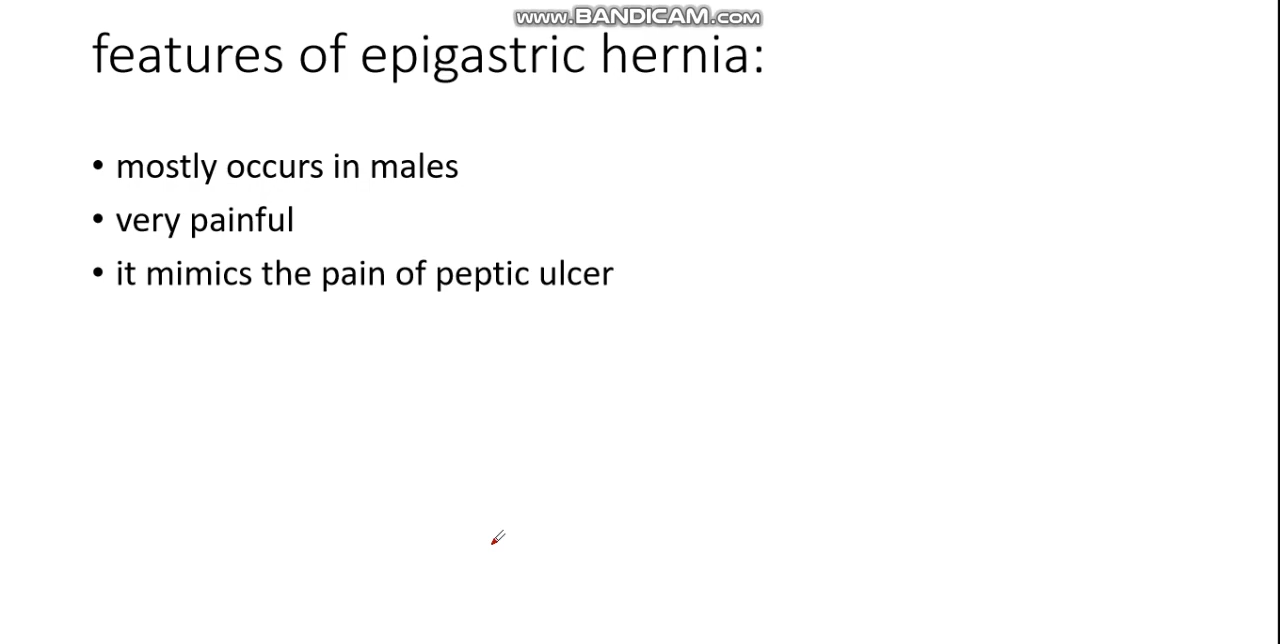 www.BANDICAM.com
features of epigastric hernia:
• mostly occurs in males
• very painful
• it mimics the pain of peptic ulcer